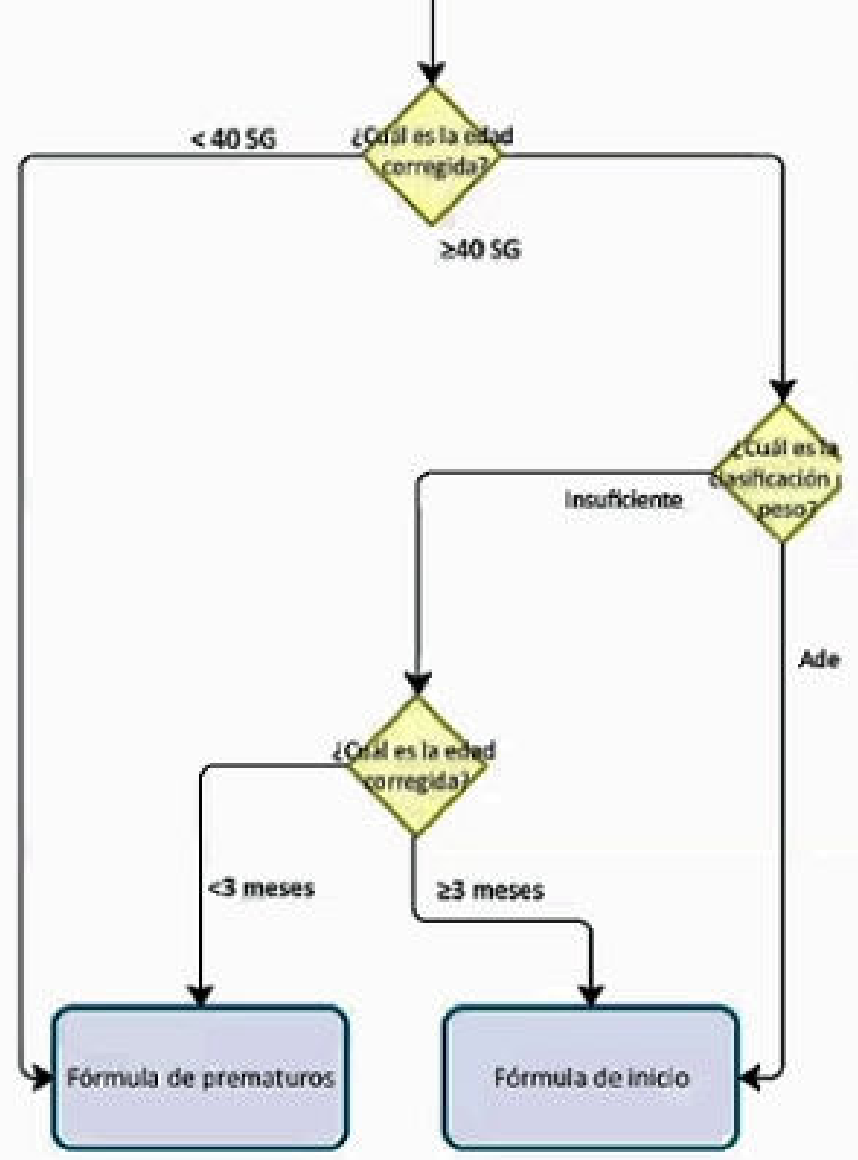 ¿Cuál es la edad
corregida?
< 40 SG
≥40 SG
¿Cuál es la
clasificación
peso?
Insuficiente
Ade
¿Cuál es la edad
corregida?
<3 meses
≥3 meses
Fórmula de prematuros
Fórmula de inicio